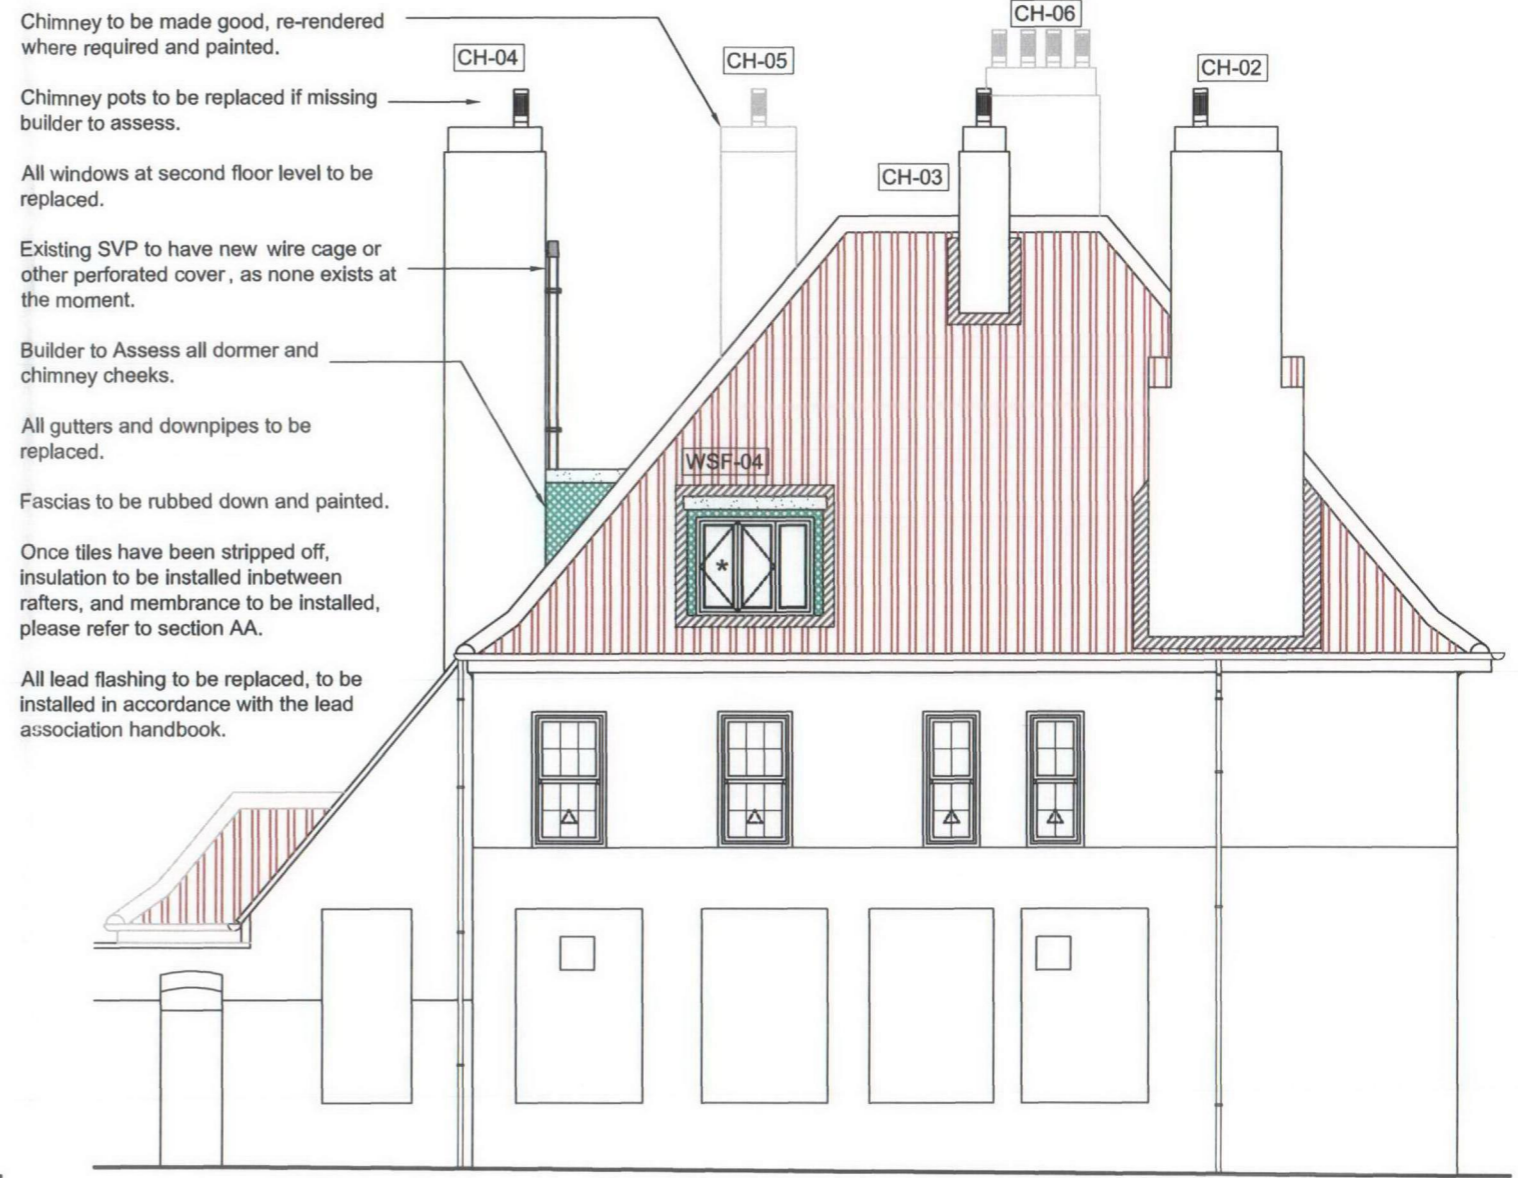 Chimney to be made good, re-rendered
where required and painted.
Chimney pots to be replaced if missing
builder to assess.
All windows at second floor level to be
replaced.
Existing SVP to have new wire cage or
other perforated cover, as none exists at
the moment.
Builder to Assess all dormer and
chimney cheeks.
All gutters and downpipes to be
replaced.
Fascias to be rubbed down and painted.
Once tiles have been stripped off,
insulation to be installed inbetween
rafters, and membrance to be installed,
please refer to section AA.
All lead flashing to be replaced, to be
installed in accordance with the lead
association handbook.
CH-04
CH-05
CH-06
CH-02
CH-03
WSF-04
*